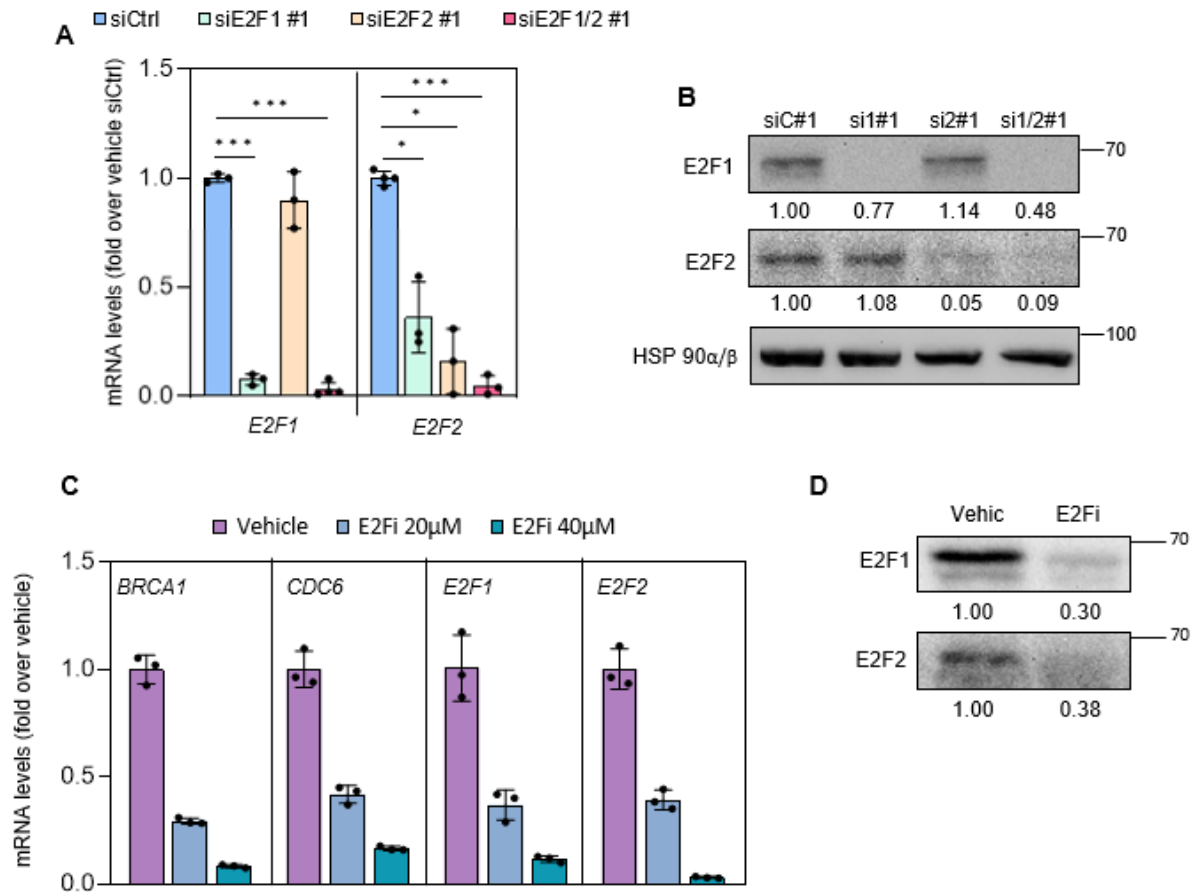 siCtrl siE2F1 #1 siE2F2 #1 siE2F1/2 #1
A
mRNA levels (fold over vehicle siCtrl)
1.5
1.0
0.5
0.0
*** 
***
***
*
*
E2F1 E2F2
B
siC#1 si1#1 si2#1 si1/2#1
E2F1 70
1.00 0.77 1.14 0.48
E2F2 70
1.00 1.08 0.05 0.09
HSP 90α/β 100
C
Vehicle E2Fi 20µM E2Fi 40µM
mRNA levels (fold over vehicle)
1.5
1.0
0.5
0.0
BRCA1 CDC6 E2F1 E2F2
D
Vehic E2Fi
E2F1 70
1.00 0.30
E2F2 70
1.00 0.38